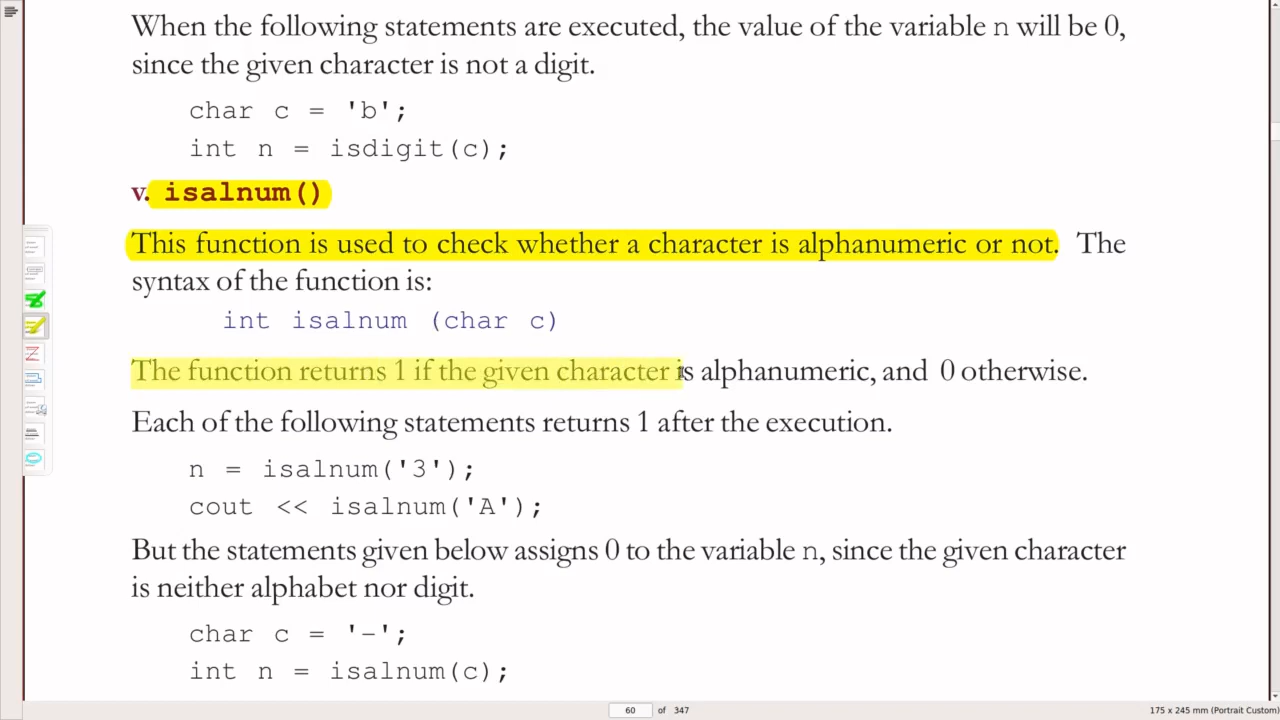 When the following statements are executed, the value of the variable n will be 0,
since the given character is not a digit.
char c = 'b';
int n = isdigit(c);
v. isalnum()
This function is used to check whether a character is alphanumeric or not. The
syntax of the function is:
int isalnum (char c)
The function returns 1 if the given character is alphanumeric, and 0 otherwise.
Each of the following statements returns 1 after the execution.
n = isalnum('3');
cout << isalnum('A');
But the statements given below assigns 0 to the variable n, since the given character
is neither alphabet nor digit.
char c = '-';
int n = isalnum(c);
60 of 347
175 x 245 mm (Portrait Custom)